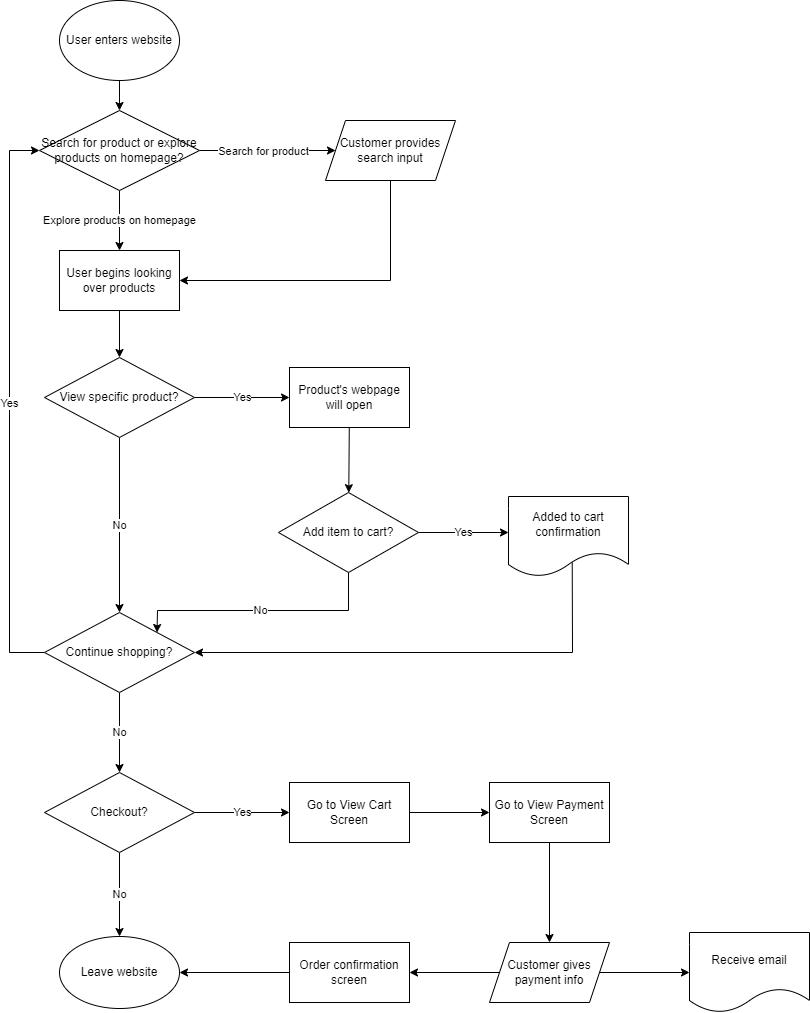 User enters website
Search for product or explore
products on homepage?
Search for product
Customer provides
search input
Explore products on homepage
User begins looking
over products
View specific product?
Yes
Product's webpage
will open
Yes
No
Add item to cart?
Yes
Added to cart
confirmation
No
Continue shopping?
No
Checkout?
Yes
Go to View Cart
Screen
Go to View Payment
Screen
No
Leave website
Order confirmation
screen
Customer gives
payment info
Receive email